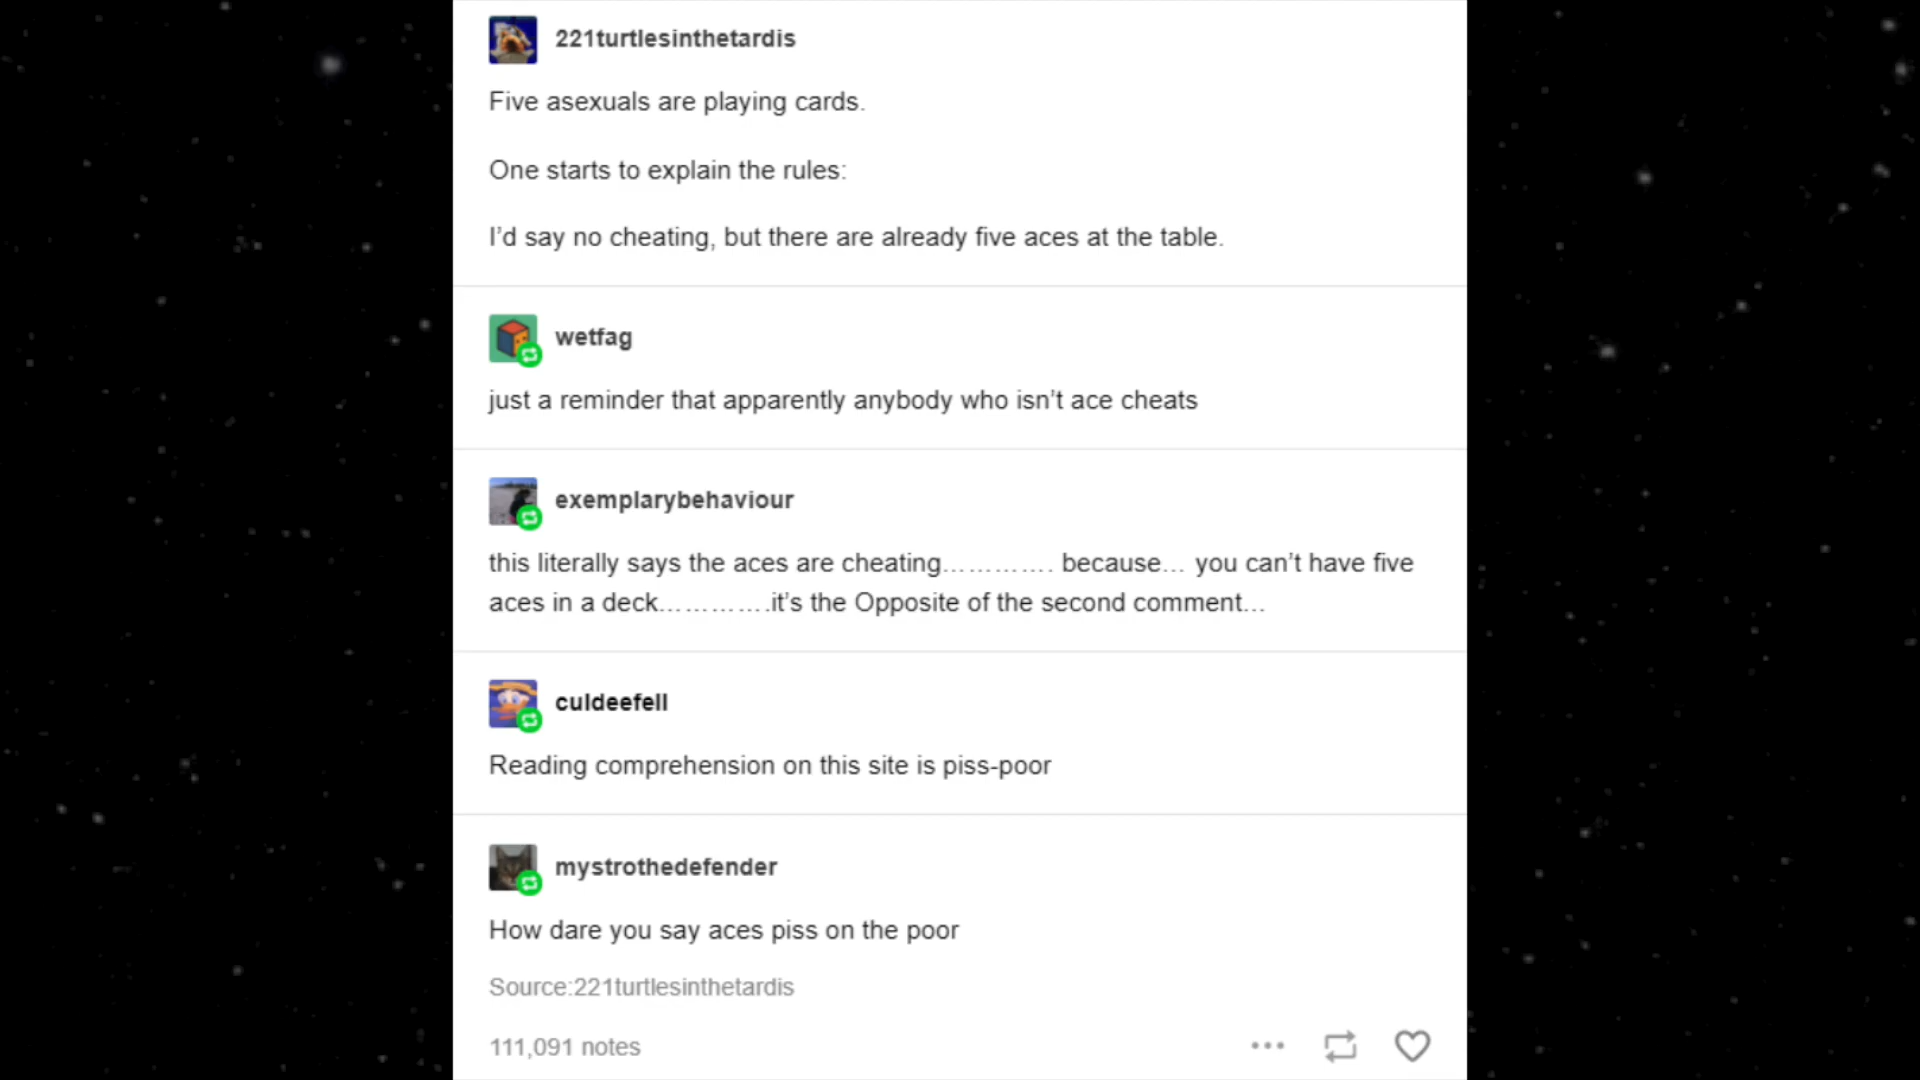 221turtlesinthetardis
Five asexuals are playing cards.
One starts to explain the rules:
I’d say no cheating, but there are already five aces at the table.
wetfag
just a reminder that apparently anybody who isn’t ace cheats
exemplarybehaviour
this literally says the aces are cheating…………. because… you can’t have five
aces in a deck………….it’s the Opposite of the second comment…
culdeefell
Reading comprehension on this site is piss-poor
mystrothedefender
How dare you say aces piss on the poor
Source:221turtlesinthetardis
111,091 notes